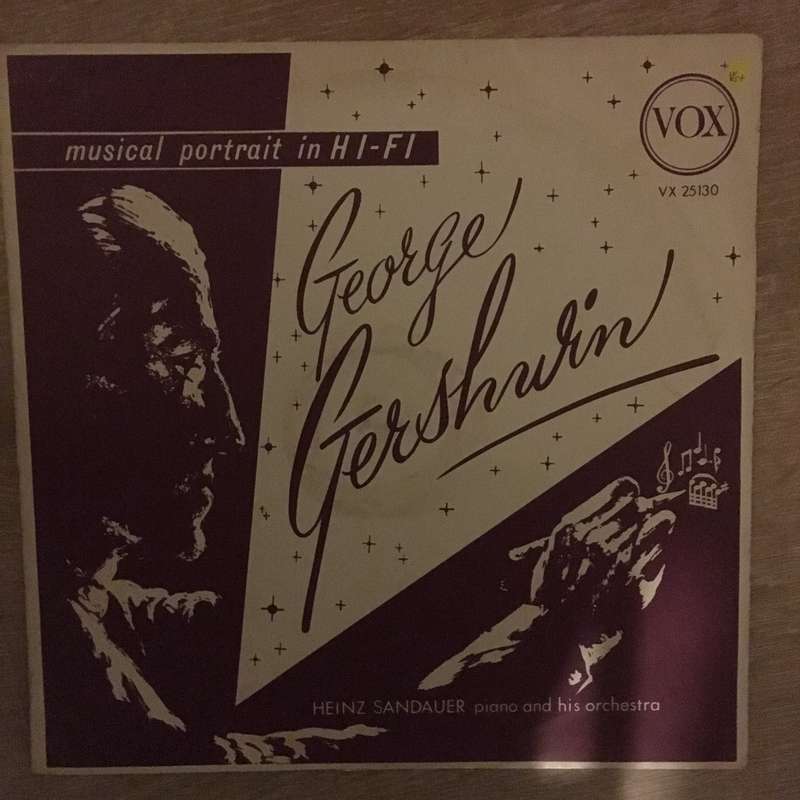 musical portrait in HI-FI
VOX
VX 25130
George
Gershwin
HEINZ SANDAUER piano and his orchestra